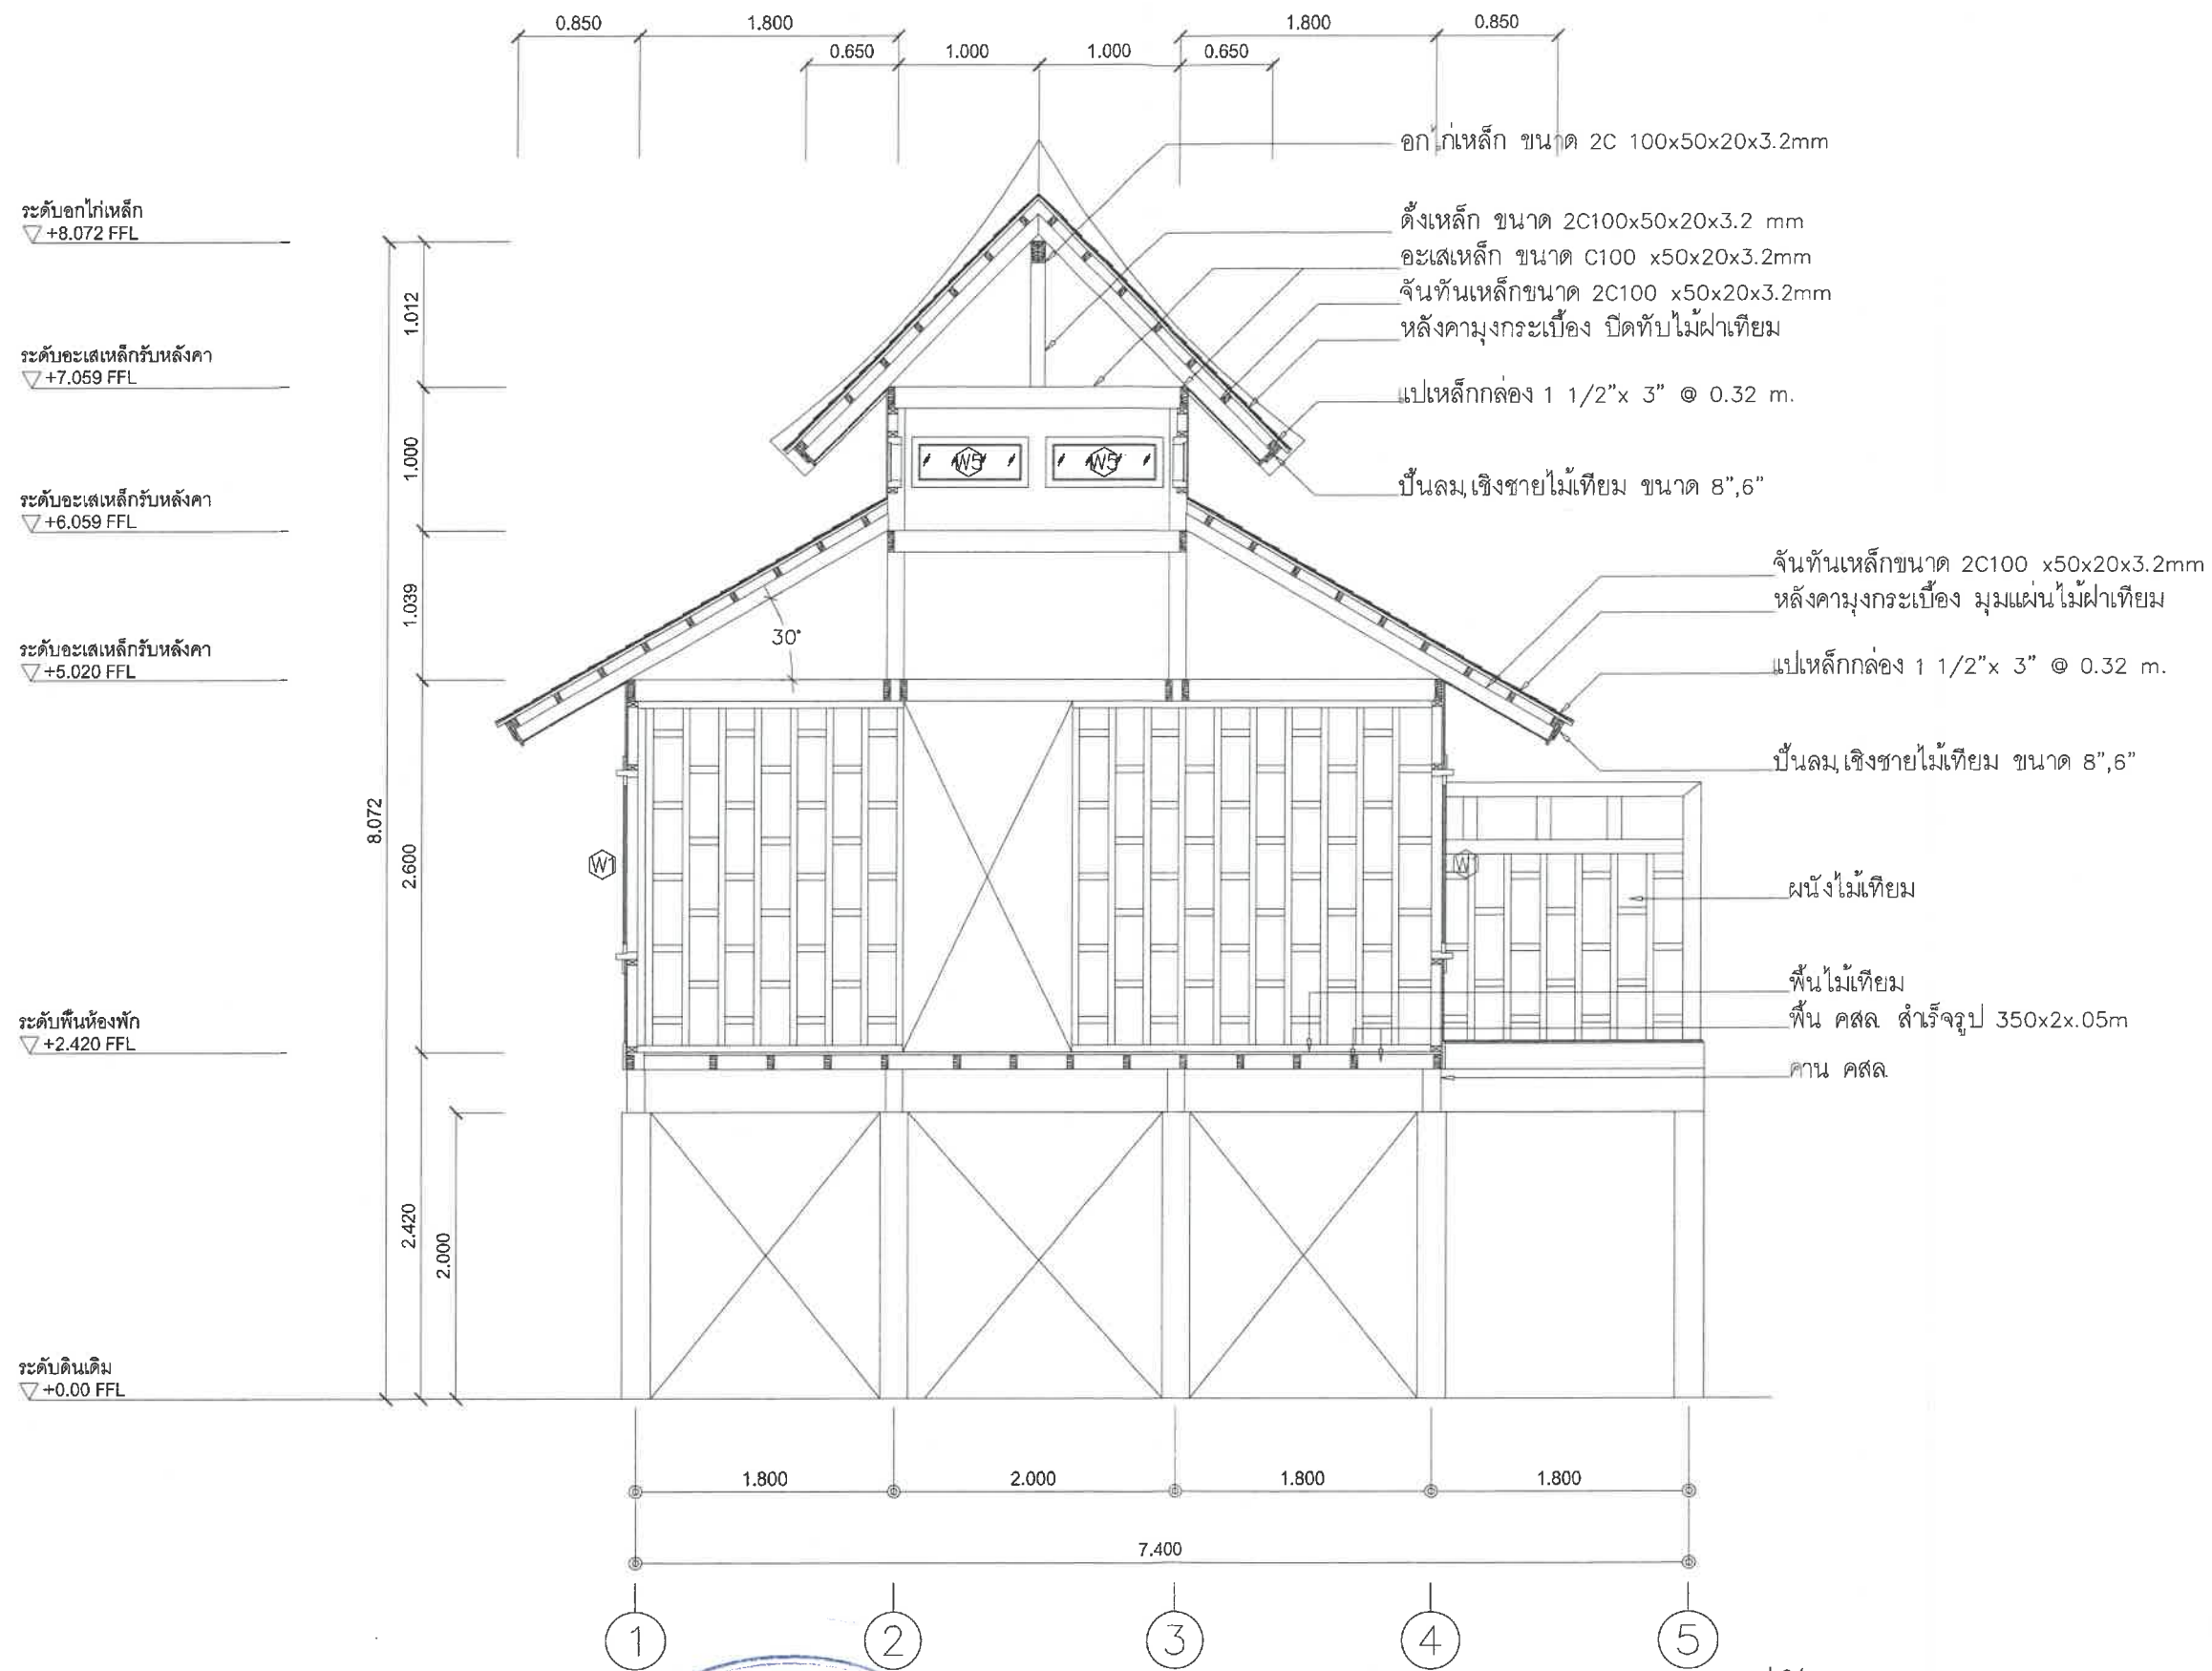 0.850
1.800
1.800
0.850
0.650
1.000
1.000
0.650
อกไก่เหล็ก ขนาด 2C 100x50x20x3.2mm
ระดับอกไก่เหล็ก
+8.072 FFL
ดั้งเหล็ก ขนาด 2C100x50x20x3.2 mm
อะเสเหล็ก ขนาด C100 x50x20x3.2mm
จันทันเหล็กขนาด 2C100 x50x20x3.2mm
หลังคามุงกระเบื้อง ปิดทับไม้ฝาเทียม
1.012
ระดับอะเสเหล็กรับหลังคา
+7.059 FFL
แปเหล็กกล่อง 1 1/2"x 3" @ 0.32 m.
1.000
W5
W5
ปั้นลม,เชิงชายไม้เทียม ขนาด 8",6"
ระดับอะเสเหล็กรับหลังคา
+6.059 FFL
จันทันเหล็กขนาด 2C100 x50x20x3.2mm
หลังคามุงกระเบื้อง มุมแผ่นไม้ฝาเทียม
1.039
30°
ระดับอะเสเหล็กรับหลังคา
+5.020 FFL
แปเหล็กกล่อง 1 1/2"x 3" @ 0.32 m.
ปั้นลม,เชิงชายไม้เทียม ขนาด 8",6"
8.072
2.600
W1
W1
ผนังไม้เทียม
พื้นไม้เทียม
พื้น คสล. สำเร็จรูป 350x2x.05m
คาน คสล.
ระดับพื้นห้องพัก
+2.420 FFL
2.420
2.000
ระดับดินเดิม
+0.00 FFL
1.800
2.000
1.800
1.800
7.400
1
2
3
4
5